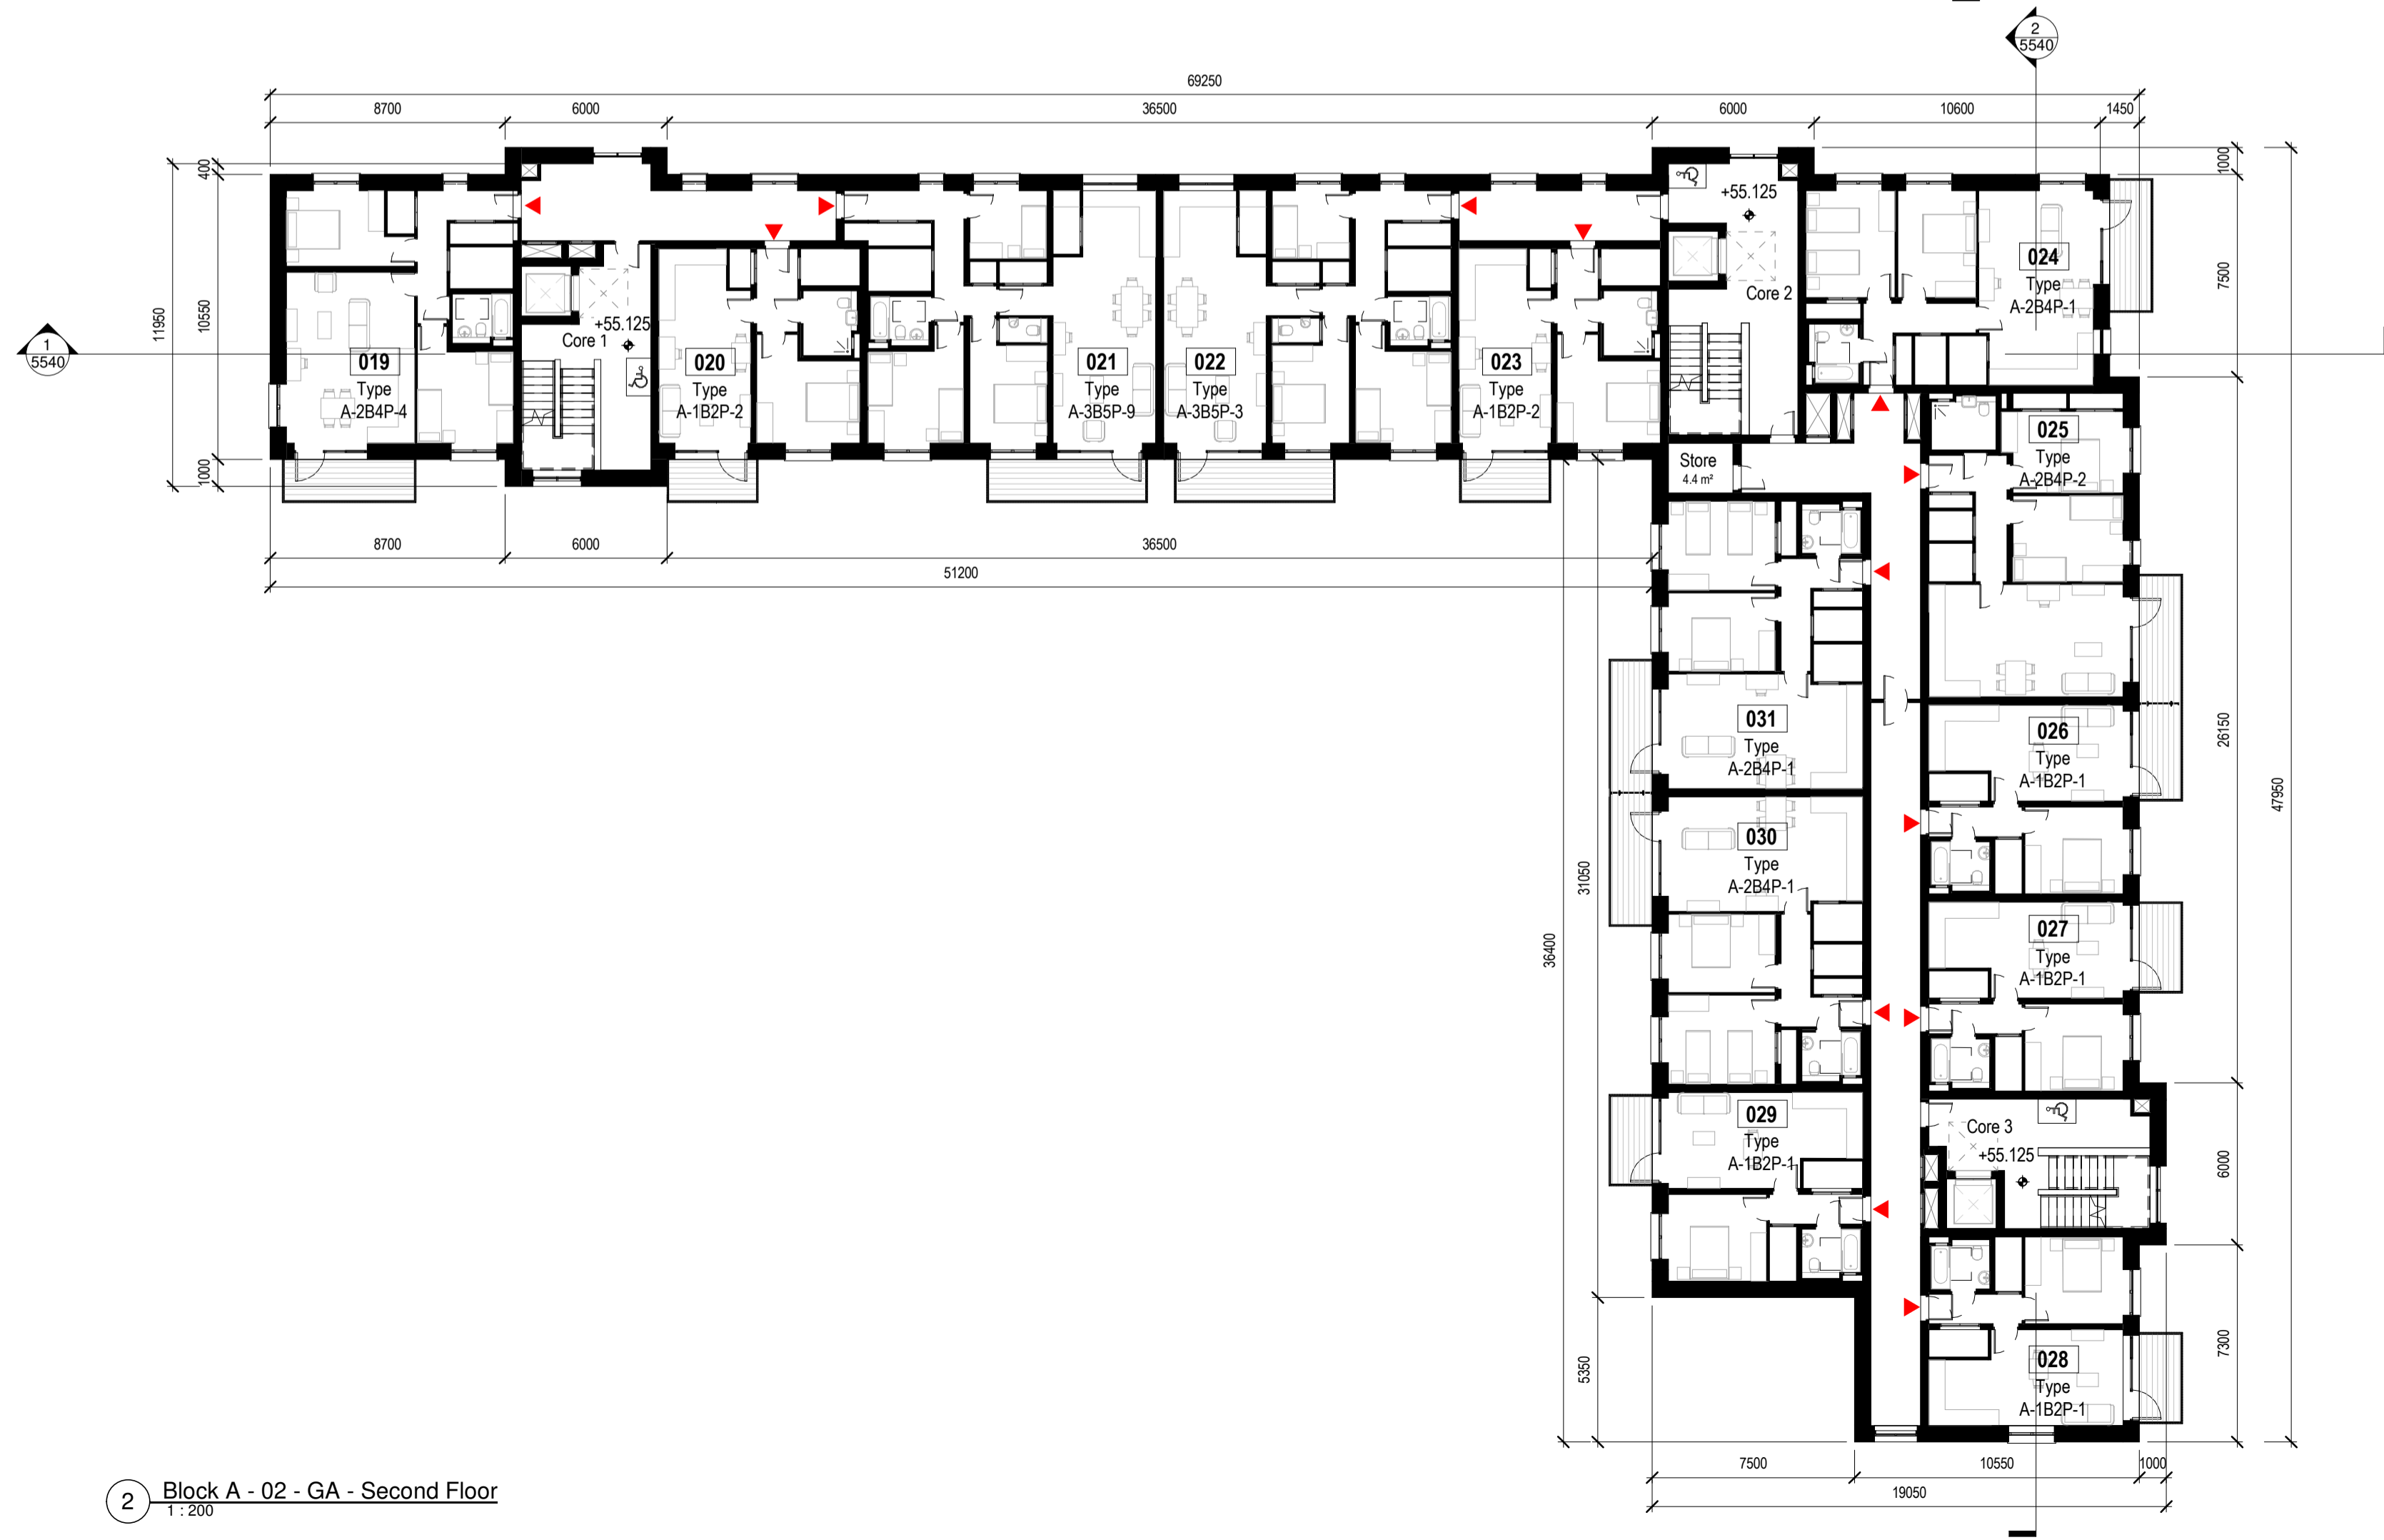 2
5540
69250
8700
6000
36500
6000
10600
1450
400
11950
10550
1000
1000
7500
+55.125
Core 2
024
Type
A-2B4P-1
+55.125
Core 1
1
5540
019
Type
A-2B4P-4
020
Type
A-1B2P-2
021
Type
A-3B5P-9
022
Type
A-3B5P-3
023
Type
A-1B2P-2
025
Type
A-2B4P-2
Store
4.4 m²
8700
6000
36500
51200
031
Type
A-2B4P-1
026
Type
A-1B2P-1
26150
47950
030
Type
A-2B4P-1
31050
36400
027
Type
A-1B2P-1
029
Type
A-1B2P-1
Core 3
+55.125
6000
028
Type
A-1B2P-1
7300
5350
7500
10550
1000
19050
2
Block A - 02 - GA - Second Floor
1 : 200